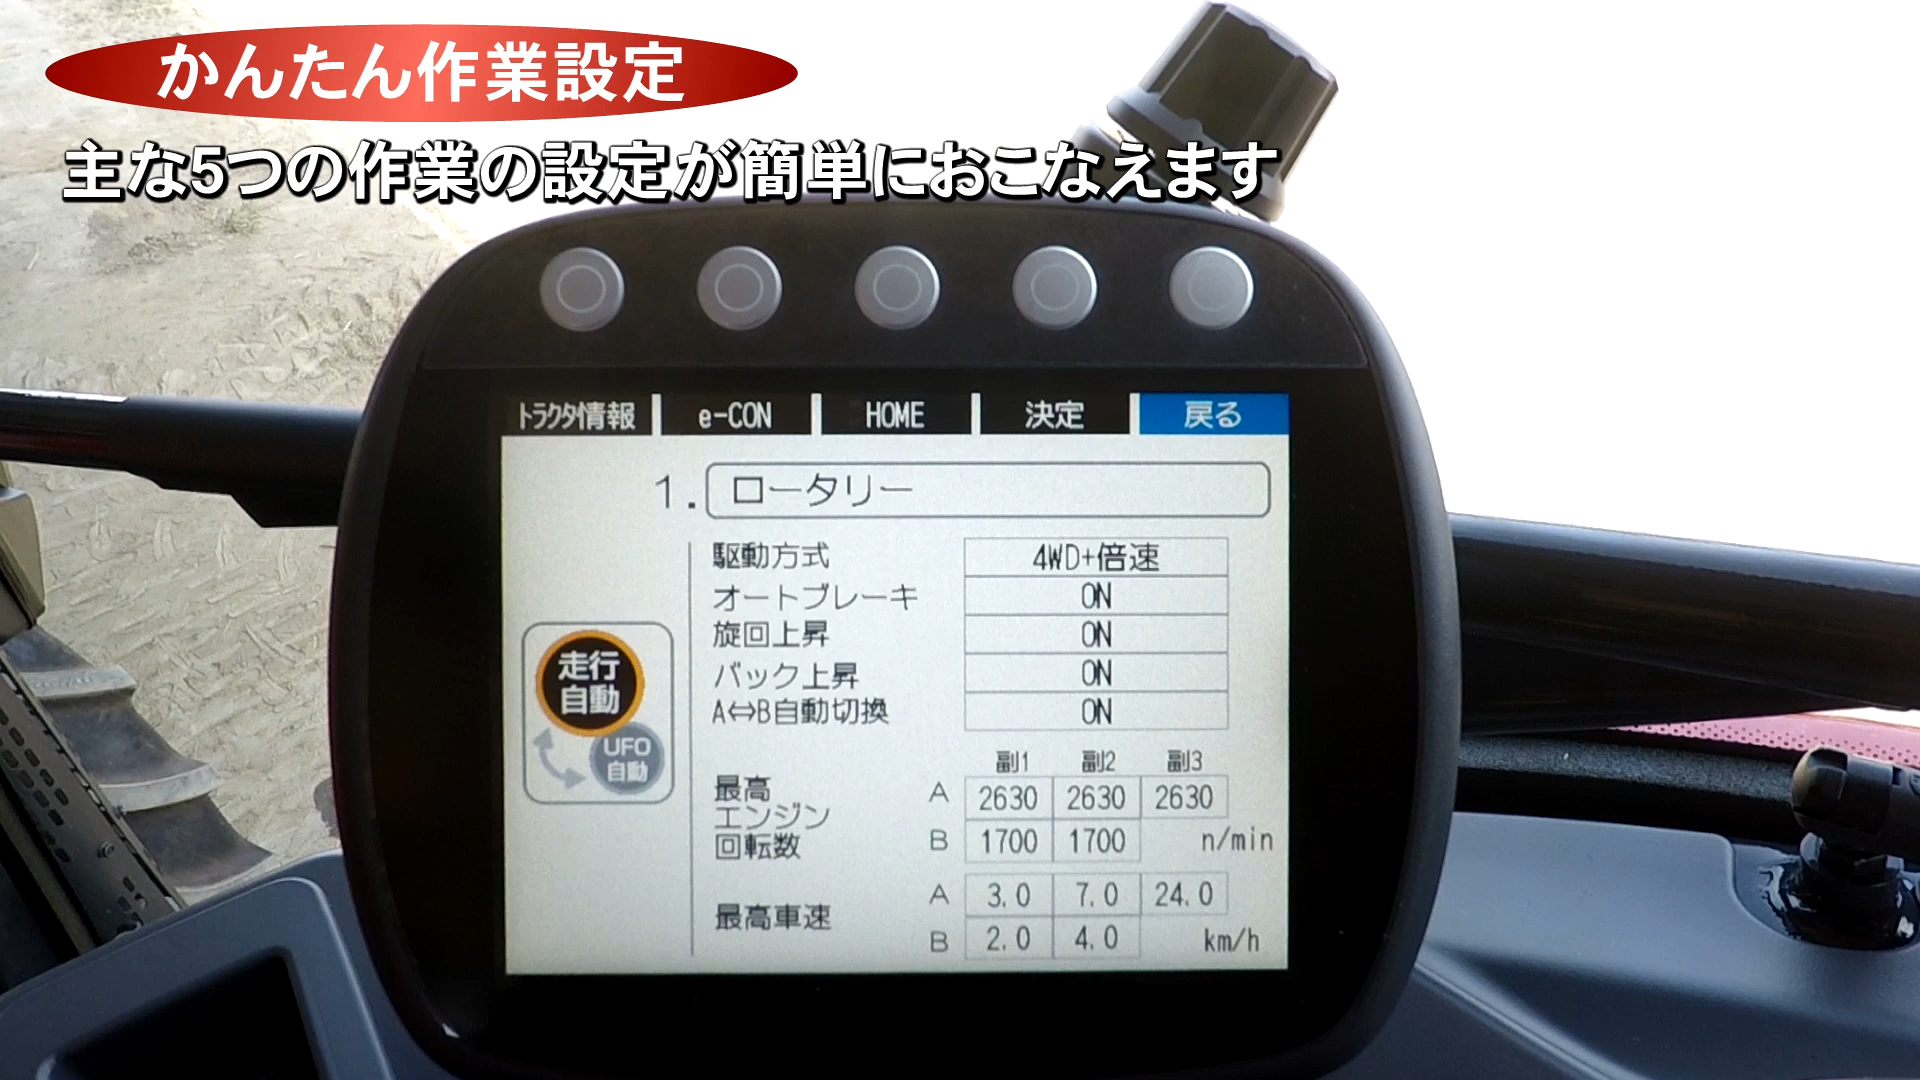 かんたん作業設定
主な5つの作業の設定が簡単におこなえます
トラクタ情報 e-CON HOME 決定 戻る
1. ロータリー
駆動方式 4WD+倍速
オートブレーキ ON
旋回上昇 ON
バック上昇 ON
A⇔B自動切換 ON
走行
自動
UFO
自動
副1 副2 副3
最高
エンジン
回転数
A 2630 2630 2630
B 1700 1700 n/min
最高車速
A 3.0 7.0 24.0
B 2.0 4.0 km/h